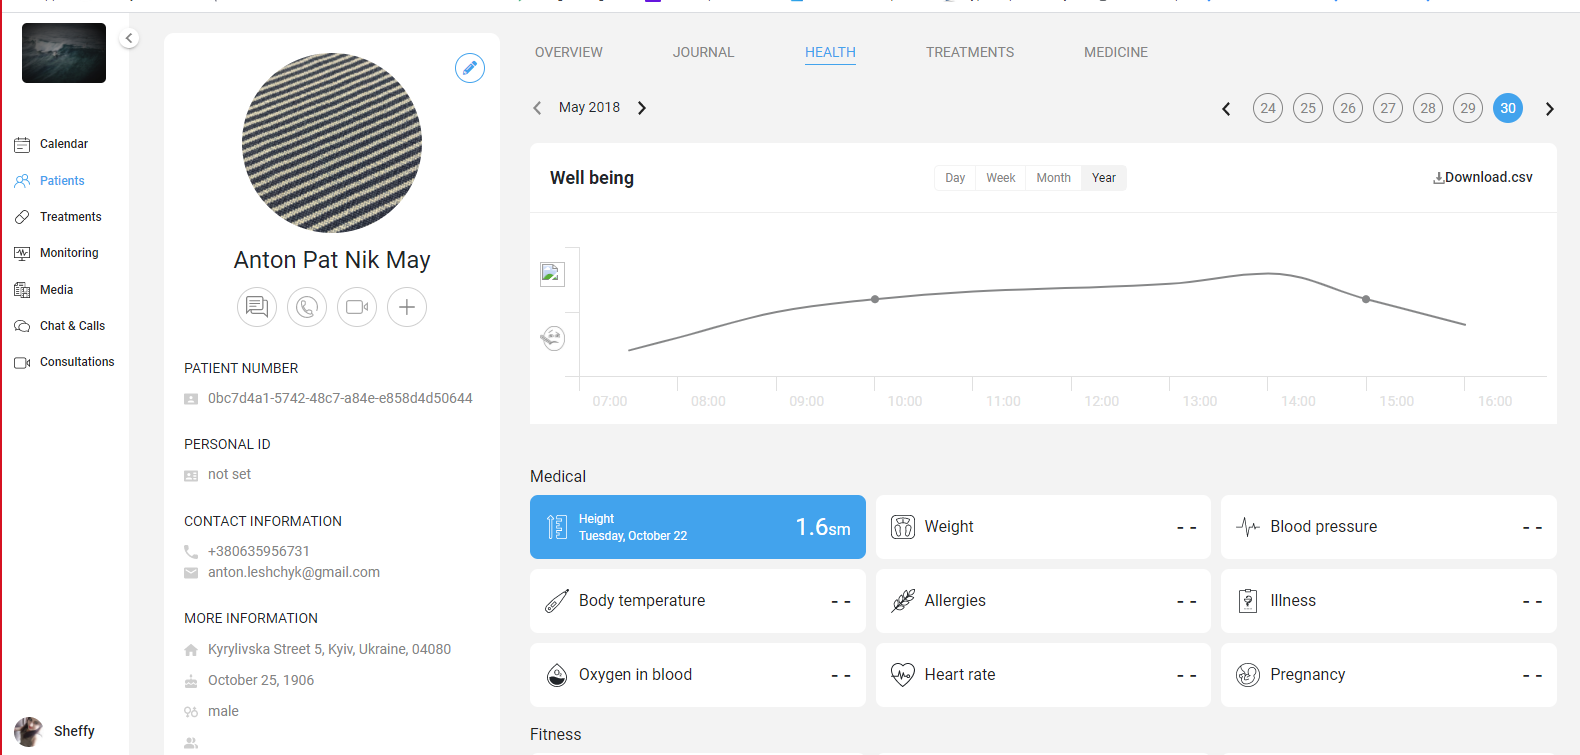 Calendar
Patients
Treatments
Monitoring
Media
Chat & Calls
Consultations
Sheffy
Anton Pat Nik May
PATIENT NUMBER
0bc7d4a1-5742-48c7-a84e-e858d4d50644
PERSONAL ID
not set
CONTACT INFORMATION
+380635956731
anton.leshchyk@gmail.com
MORE INFORMATION
Kyrylivska Street 5, Kyiv, Ukraine, 04080
October 25, 1906
male
OVERVIEW JOURNAL HEALTH TREATMENTS MEDICINE
May 2018 24 25 26 27 28 29 30
Well being Day Week Month Year Download.csv
07:00 08:00 09:00 10:00 11:00 12:00 13:00 14:00 15:00 16:00
Medical
Height
Tuesday, October 22
1.6sm
Weight - -
Blood pressure - -
Body temperature - -
Allergies - -
Illness - -
Oxygen in blood - -
Heart rate - -
Pregnancy - -
Fitness